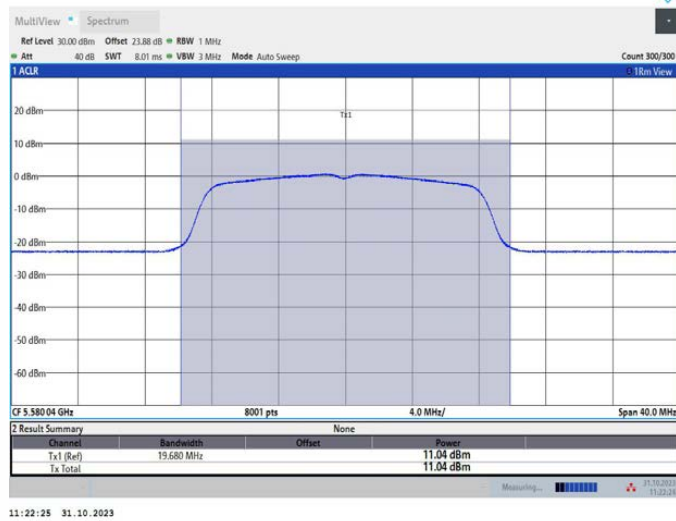 MultiView Spectrum
Ref Level 30.00 dBm Offset 23.88 dB RBW 1 MHz
Att 40 dB SWT 8.01 ms VBW 3 MHz Mode Auto Sweep Count 300/300
1 ACLR 1Rm View
Tx1
20 dBm
10 dBm
0 dBm
-10 dBm
-20 dBm
-30 dBm
-40 dBm
-50 dBm
-60 dBm
CF 5.580 04 GHz 8001 pts 4.0 MHz/ Span 40.0 MHz
2 Result Summary None
Channel Bandwidth Offset Power
Tx1 (Ref) 19.680 MHz 11.04 dBm
Tx Total 11.04 dBm
Measuring... 31.10.2023
11:22:24
11:22:25 31.10.2023